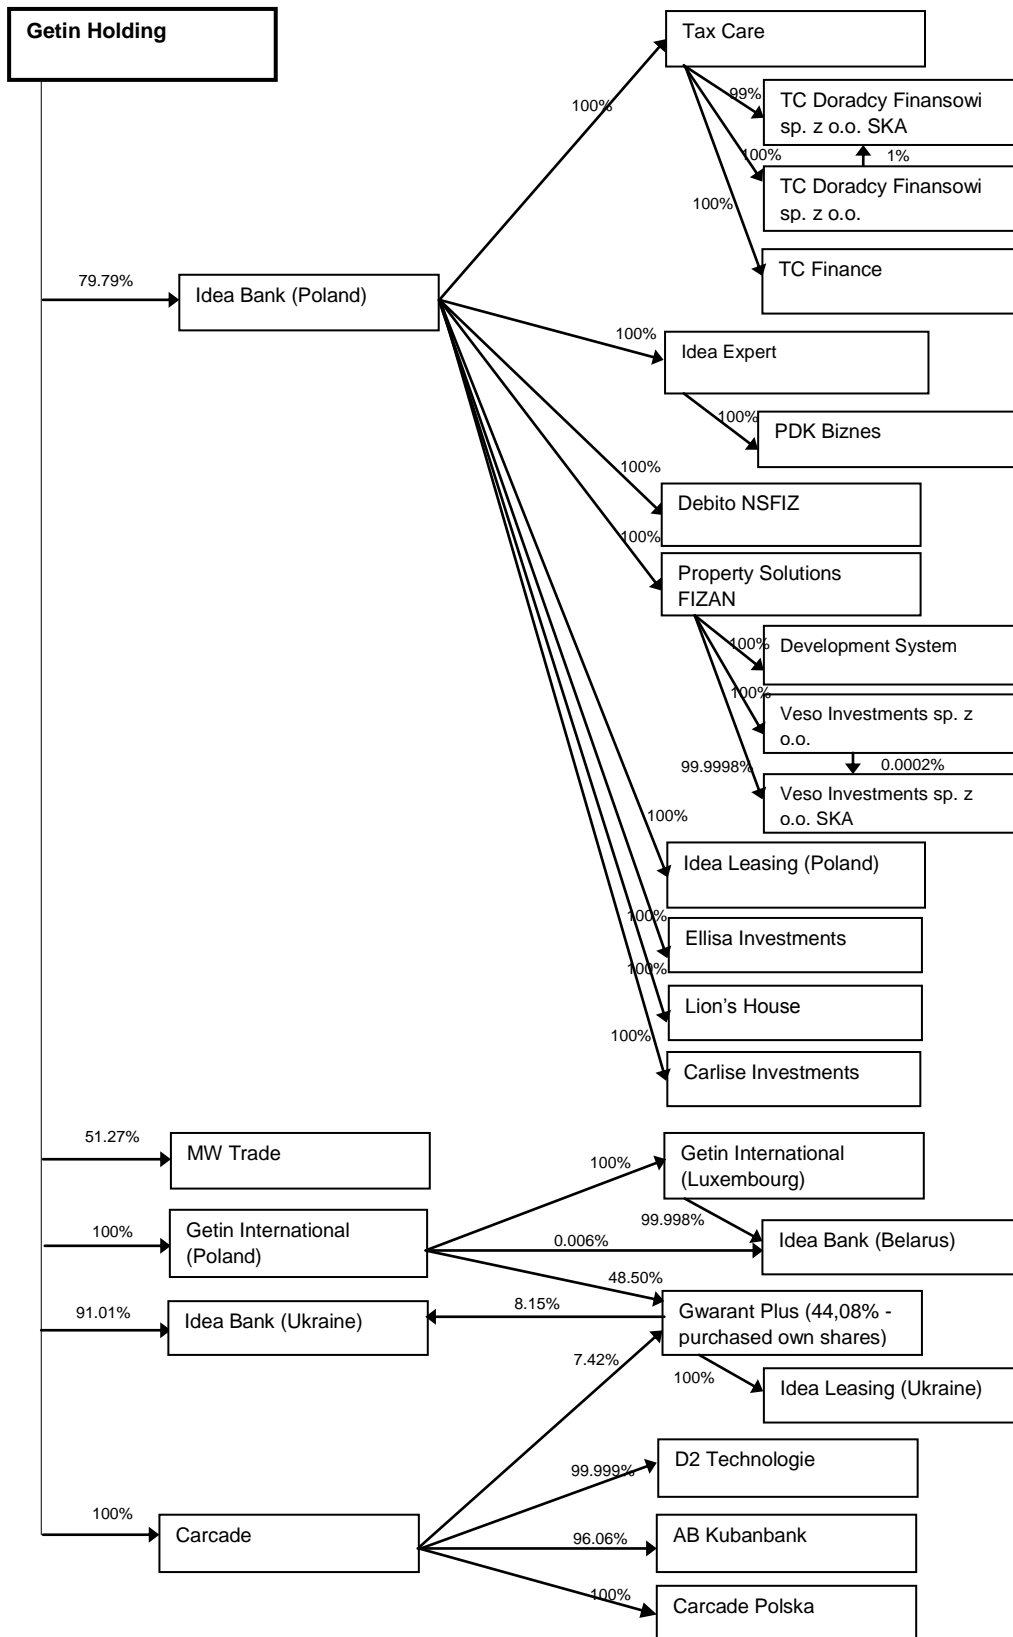 Getin Holding
Tax Care
100%
99%
TC Doradcy Finansowi
sp. z o.o. SKA
100%
1%
TC Doradcy Finansowi
sp. z o.o.
100%
TC Finance
79.79%
Idea Bank (Poland)
100%
Idea Expert
100%
PDK Biznes
100%
Debito NSFIZ
100%
Property Solutions
FIZAN
100%
Development System
100%
Veso Investments sp. z
o.o.
99.9998%
0.0002%
Veso Investments sp. z
o.o. SKA
100%
Idea Leasing (Poland)
100%
Ellisa Investments
100%
Lion's House
100%
Carlise Investments
51.27%
MW Trade
100%
Getin International
(Luxembourg)
100%
Getin International
(Poland)
99.998%
0.006%
Idea Bank (Belarus)
48.50%
91.01%
Idea Bank (Ukraine)
8.15%
Gwarant Plus (44,08% -
purchased own shares)
7.42%
100%
Idea Leasing (Ukraine)
99.999%
D2 Technologie
100%
Carcade
96.06%
AB Kubanbank
100%
Carcade Polska